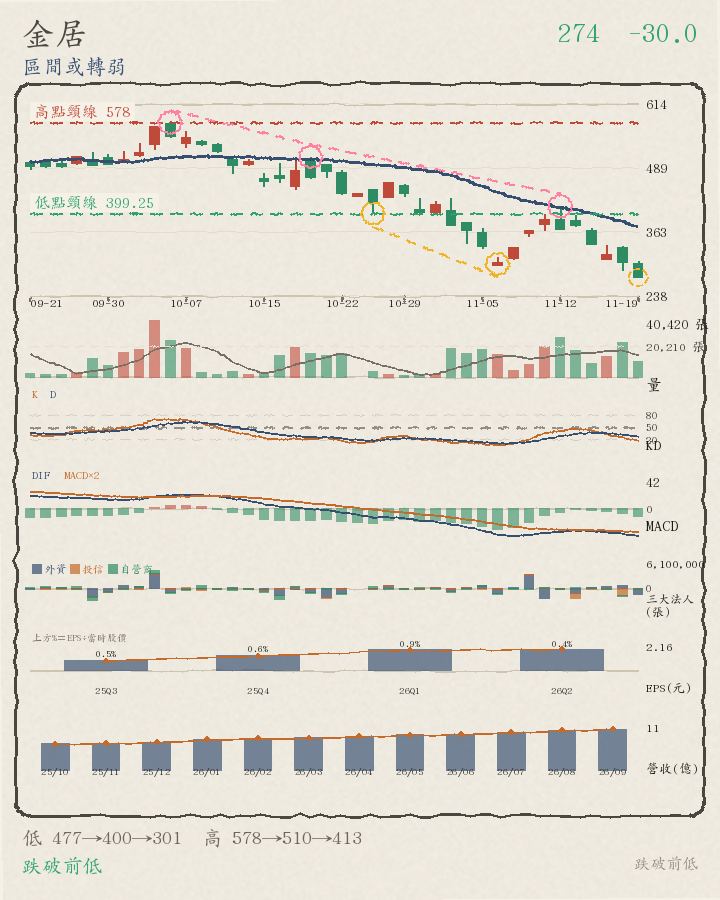 金居
274 -30.0
區間或轉弱
614
高點頸線 578
489
低點頸線 399.25
363
238
09-21 09-30 10-07 10-15 10-22 10-29 11-05 11-12 11-19
40,420 張
20,210 張
量
K D
80
50
20
KD
DIF MACD×2
42
0
MACD
外資 投信 自營商
6,100,000
0
三大法人
(張)
上方%=EPS÷當時股價
2.16
0.5% 0.6% 0.9% 0.4%
25Q3 25Q4 26Q1 26Q2
EPS(元)
11
25/10 25/11 25/12 26/01 26/02 26/03 26/04 26/05 26/06 26/07 26/08 26/09
營收(億)
低 477→400→301 高 578→510→413
跌破前低
跌破前低